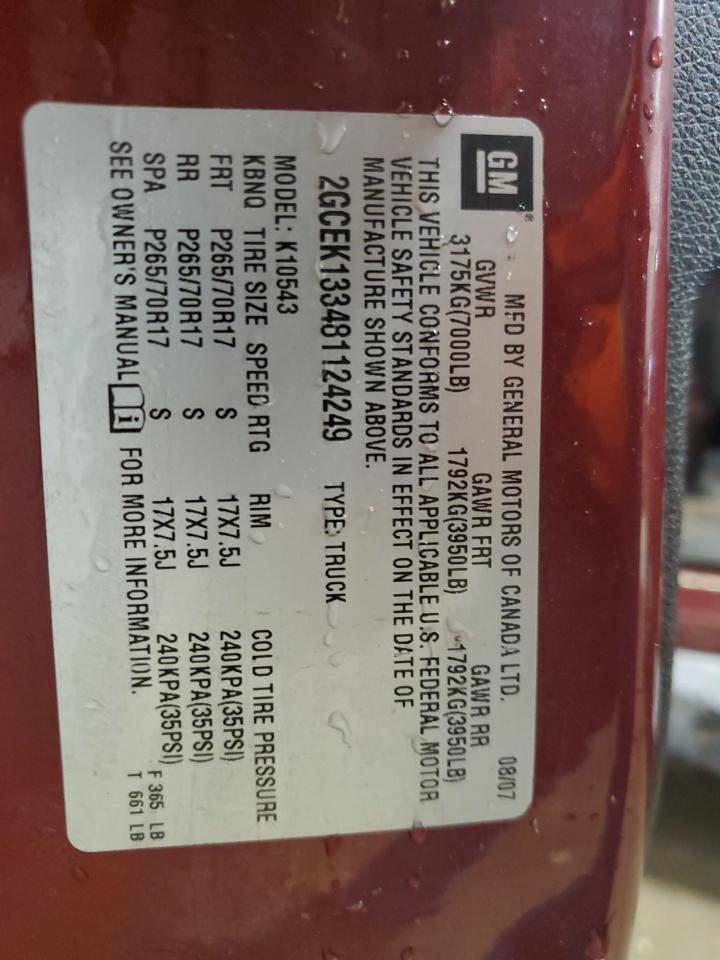 GM
MFD BY GENERAL MOTORS OF CANADA LTD. 08/07
GVWR GAWR FRT GAWR RR
3175KG(7000LB) 1792KG(3950LB) 1792KG(3950LB)
THIS VEHICLE CONFORMS TO ALL APPLICABLE U.S. FEDERAL MOTOR
VEHICLE SAFETY STANDARDS IN EFFECT ON THE DATE OF
MANUFACTURE SHOWN ABOVE.
2GCEK133481124249 TYPE: TRUCK
MODEL: K10543
KBNQ TIRE SIZE SPEED RTG RIM COLD TIRE PRESSURE
FRT P265/70R17 S 17X7.5J 240KPA(35PSI)
RR P265/70R17 S 17X7.5J 240KPA(35PSI)
SPA P265/70R17 S 17X7.5J 240KPA(35PSI) F 365 LB
SEE OWNER'S MANUAL i FOR MORE INFORMATION. T 661 LB